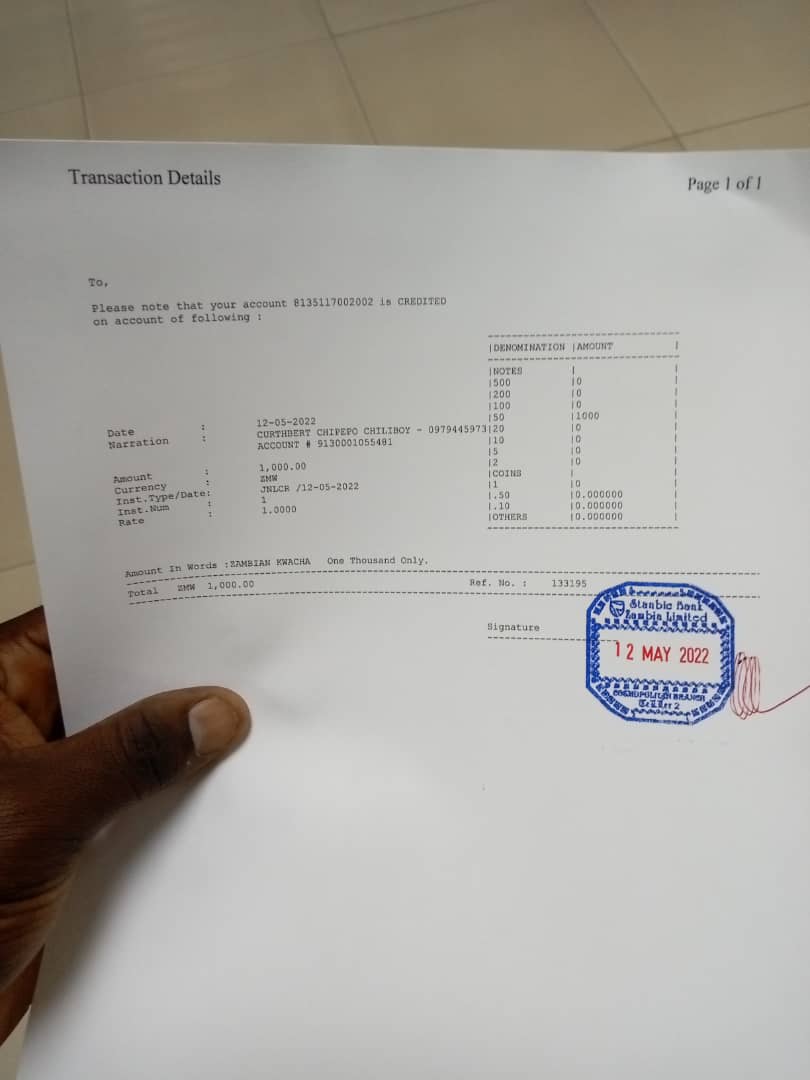 Transaction Details
Page 1 of 1
To,
Please note that your account 8135117002002 is CREDITED
on account of following :
|DENOMINATION |AMOUNT |
|NOTES | |
|500 |0 |
|200 |0 |
|100 |0 |
|50 |1000 |
|20 |0 |
|10 |0 |
|5 |0 |
|2 |0 |
|COINS | |
|1 |0 |
|.50 |0.000000 |
|.10 |0.000000 |
|OTHERS |0.000000 |
Date : 12-05-2022
Narration : CURTHBERT CHIPEPO CHILIBOY - 0979445973
ACCOUNT # 9130001055481
Amount : 1,000.00
Currency : ZMW
Inst.Type/Date: JNLCR /12-05-2022
Inst.Num : 1
Rate : 1.0000
Amount In Words :ZAMBIAN KWACHA One Thousand Only.
Total ZMW 1,000.00 Ref. No. : 133195
Signature
Stanbic Bank
Zambia Limited
12 MAY 2022
COSMOPOLITAN BRANCH
Teller 2